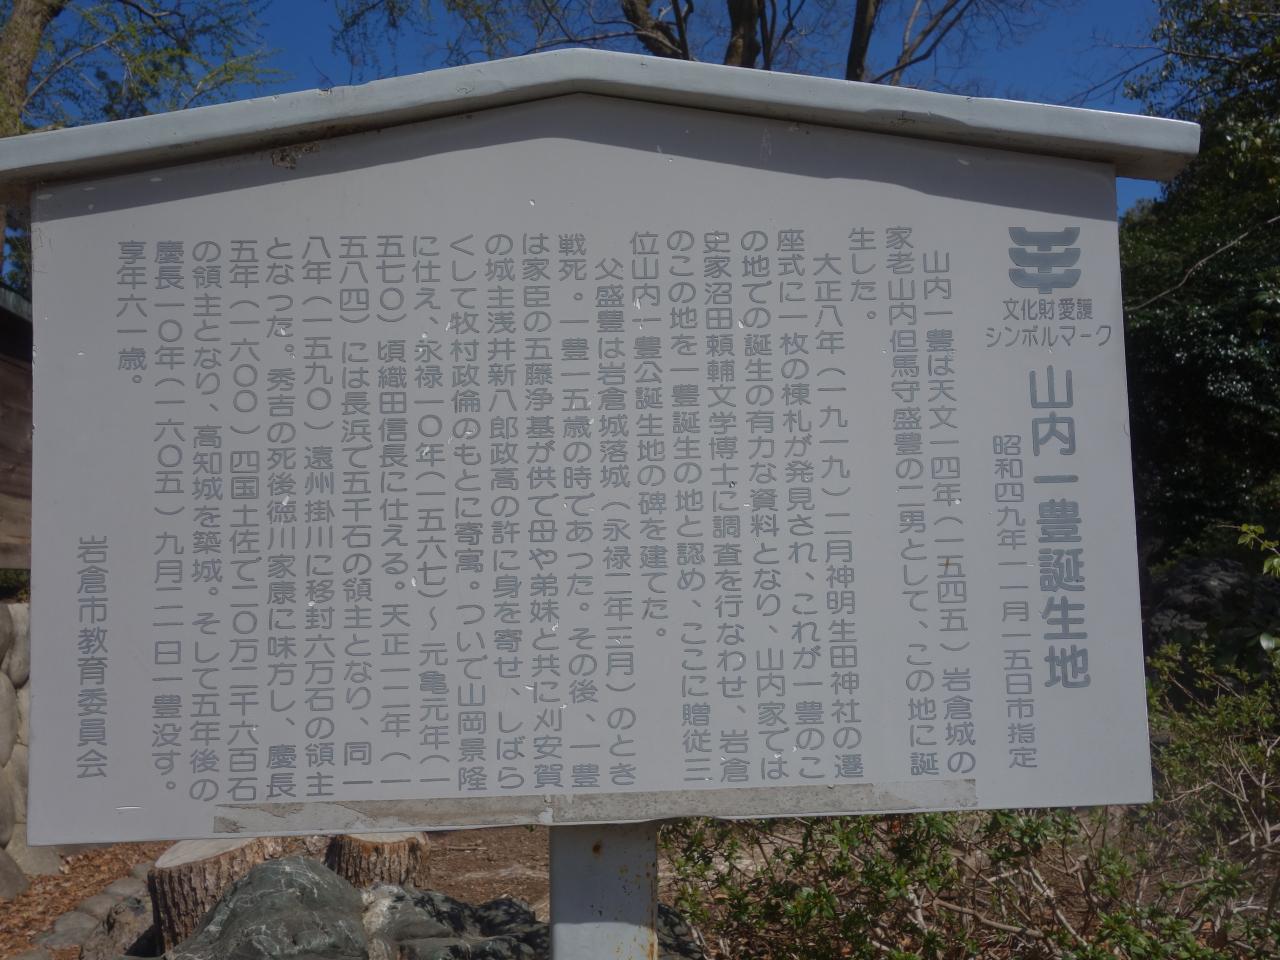 文化財愛護
シンボルマーク
山内一豊誕生地
昭和四九年一一月一五日市指定
山内一豊は天文一四年（一五四五）岩倉城の
家老山内但馬守盛豊の二男として、この地に誕
生した。
大正八年（一九一九）二月神明生田神社の遷
座式に一枚の棟札が発見され、これが一豊のこ
の地での誕生の有力な資料となり、山内家では
史家沼田頼輔文学博士に調査を行なわせ、岩倉
のこの地を一豊誕生の地と認め、ここに贈従三
位山内一豊公誕生地の碑を建てた。
父盛豊は岩倉城落城（永禄二年三月）のとき
戦死。一豊一五歳の時であった。その後、一豊
は家臣の五藤浄基が供で母や弟妹と共に刈安賀
の城主浅井新八郎政高の許に身を寄せ、しばら
くして牧村政倫のもとに寄寓。ついで山岡景隆
に仕え、永禄一〇年（一五六七）～元亀元年（一
五七〇）頃織田信長に仕える。天正一二年（一
五八四）には長浜で五千石の領主となり、同一
八年（一五九〇）遠州掛川に移封六万石の領主
となった。秀吉の死後徳川家康に味方し、慶長
五年（一六〇〇）四国土佐で二〇万二千六百石
の領主となり、高知城を築城。そして五年後の
慶長一〇年（一六〇五）九月二一日一豊没す。
享年六一歳。
岩倉市教育委員会